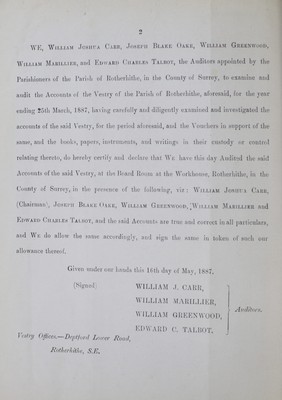 2
WE, WILLIAM JOSHUA CARR, JOSEPH BLAKE OAKE, WILLIAM GREENWOOD,
WILLIAM MARILLIER, and EDWARD CHARLES TALBOT, the Auditors appointed by the
Parishioners of the Parish of Rotherhithe, in the County of Surrey, to examine and
audit the Accounts of the Vestry of the Parish of Rotherhithe, aforesaid, for the year
ending 25th March, 1887, having carefully and diligently examined and investigated the
accounts of the said Vestry, for the period aforesaid, and the Vouchers in support of the
same, and the books, papers, instruments, and writings in their custody or control
relating thereto, do hereby certify and declare that We have this day Audited the said
Accounts of the said Vestry, at the Board Room at the Workhouse, Rotherhithe, in the
County of Surrey, in the presence of the following, viz: WILLIAM JOSHUA CARR,
(Chairman), JOSEPH BLAKE OAKE, WILLIAM GREENWOOD, WILLIAM MARILLIER and
EDWARD CHARLES TALBOT, and the said Accounts are true and correct in all particulars,
and WE do allow the same accordingly, and sign the same in token of such our
allowance thereof.
Given under our hands this 16th day of May, 1887,
(Signed) WILLIAM J. CARR,
WILLIAM MARILLIER,
WILLIAM GREENWOOD,
EDWARD C. TALBOT,
Auditors.
Vestry Offices.—Deptford Lower Road,
Rotherhithe, S.E.